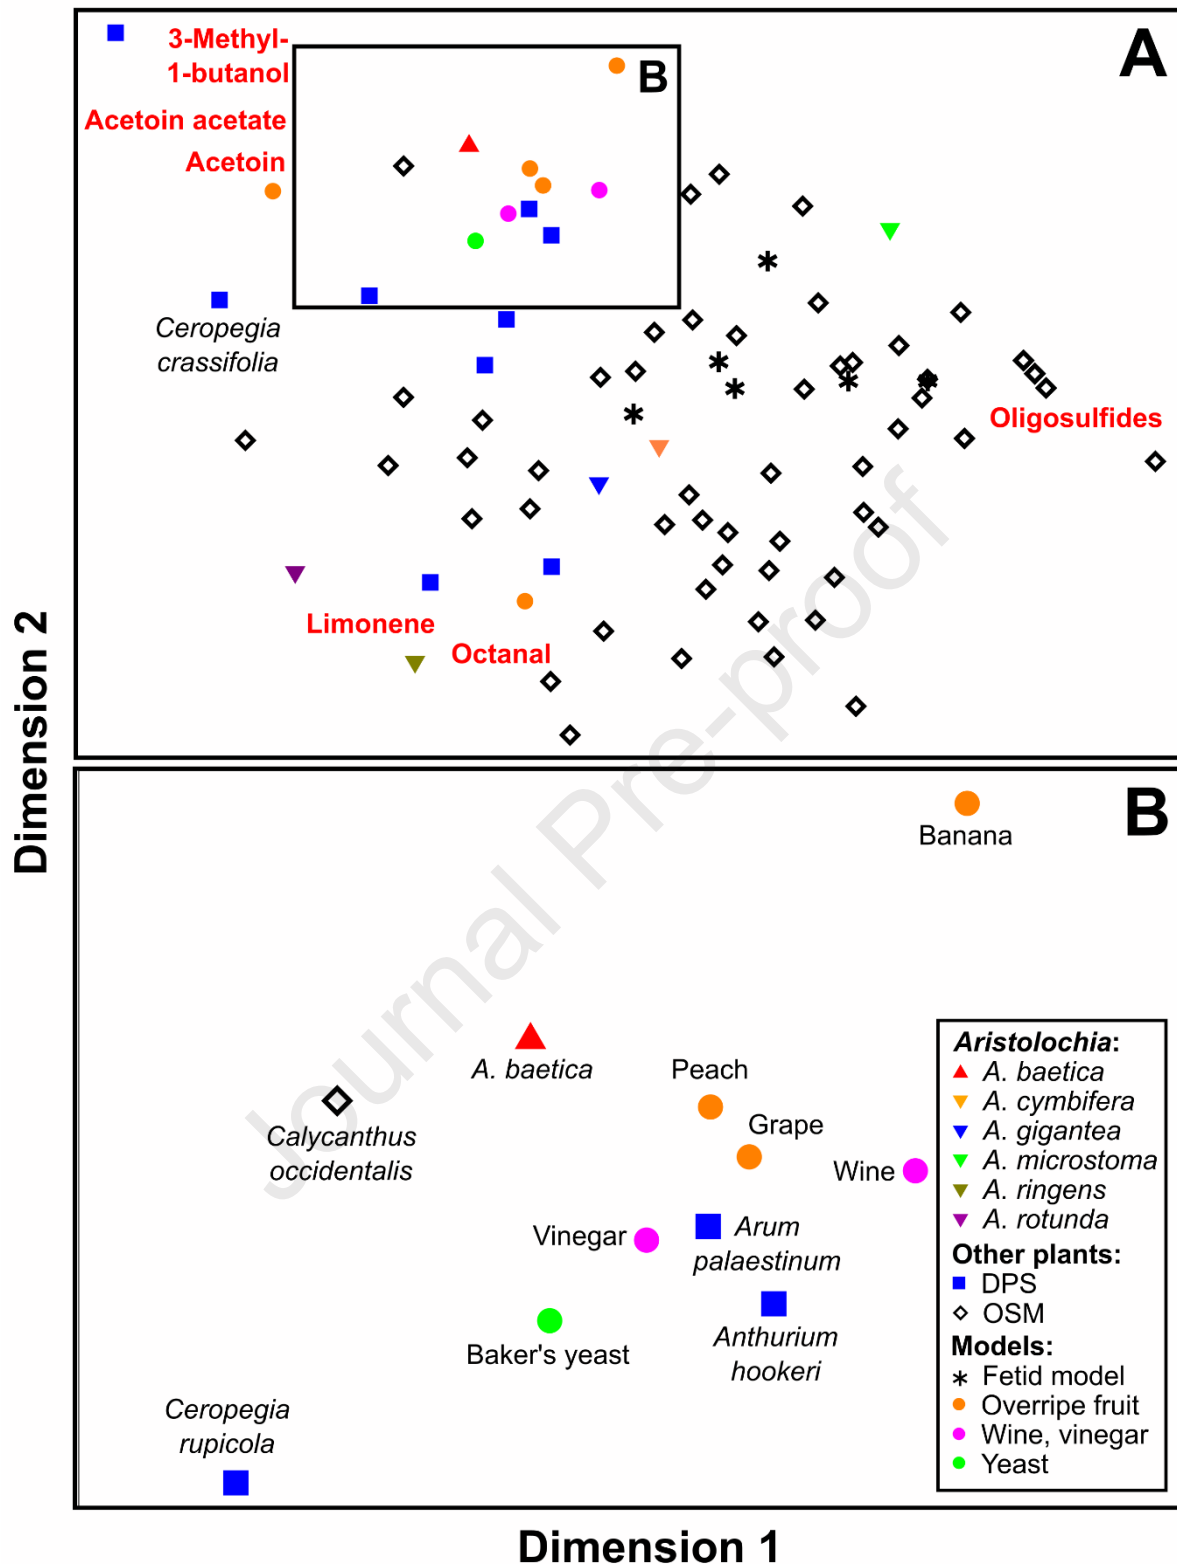 A
3-Methyl-
1-butanol
B
Acetoin acetate
Acetoin
Ceropegia
crassifolia
Oligosulfides
Limonene
Octanal
Dimension 2
Journal Pre-proof
B
Banana
A. baetica
Peach
Grape
Calycanthus
occidentalis
Wine
Vinegar
Arum
palaestinum
Baker's yeast
Anthurium
hookeri
Ceropegia
rupicola
Aristolochia:
A. baetica
A. cymbifera
A. gigantea
A. microstoma
A. ringens
A. rotunda
Other plants:
DPS
OSM
Models:
Fetid model
Overripe fruit
Wine, vinegar
Yeast
Dimension 1